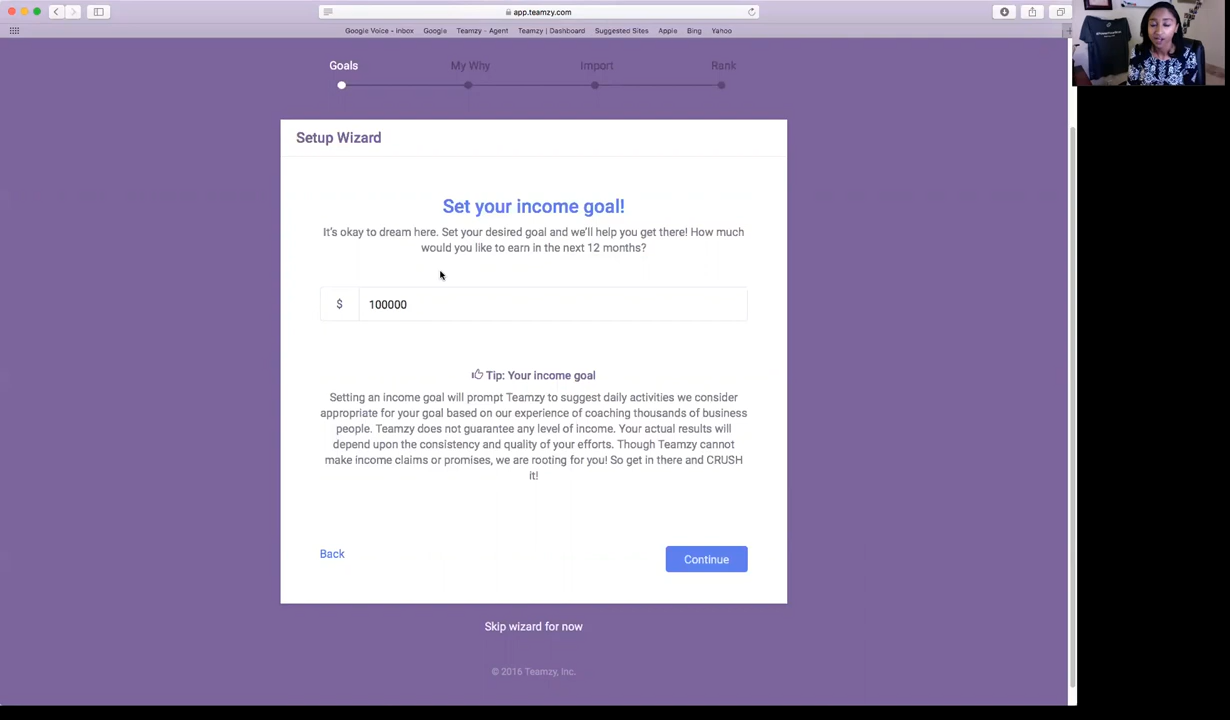 app.teamzy.com
Google Voice - Inbox Google Teamzy - Agent Teamzy | Dashboard Suggested Sites Apple Bing Yahoo
Goals My Why Import Rank
Setup Wizard
Set your income goal!
It's okay to dream here. Set your desired goal and we'll help you get there! How much
would you like to earn in the next 12 months?
$ 100000
Tip: Your income goal
Setting an income goal will prompt Teamzy to suggest daily activities we consider
appropriate for your goal based on our experience of coaching thousands of business
people. Teamzy does not guarantee any level of income. Your actual results will
depend upon the consistency and quality of your efforts. Though Teamzy cannot
make income claims or promises, we are rooting for you! So get in there and CRUSH
it!
Back Continue
Skip wizard for now
© 2016 Teamzy, Inc.